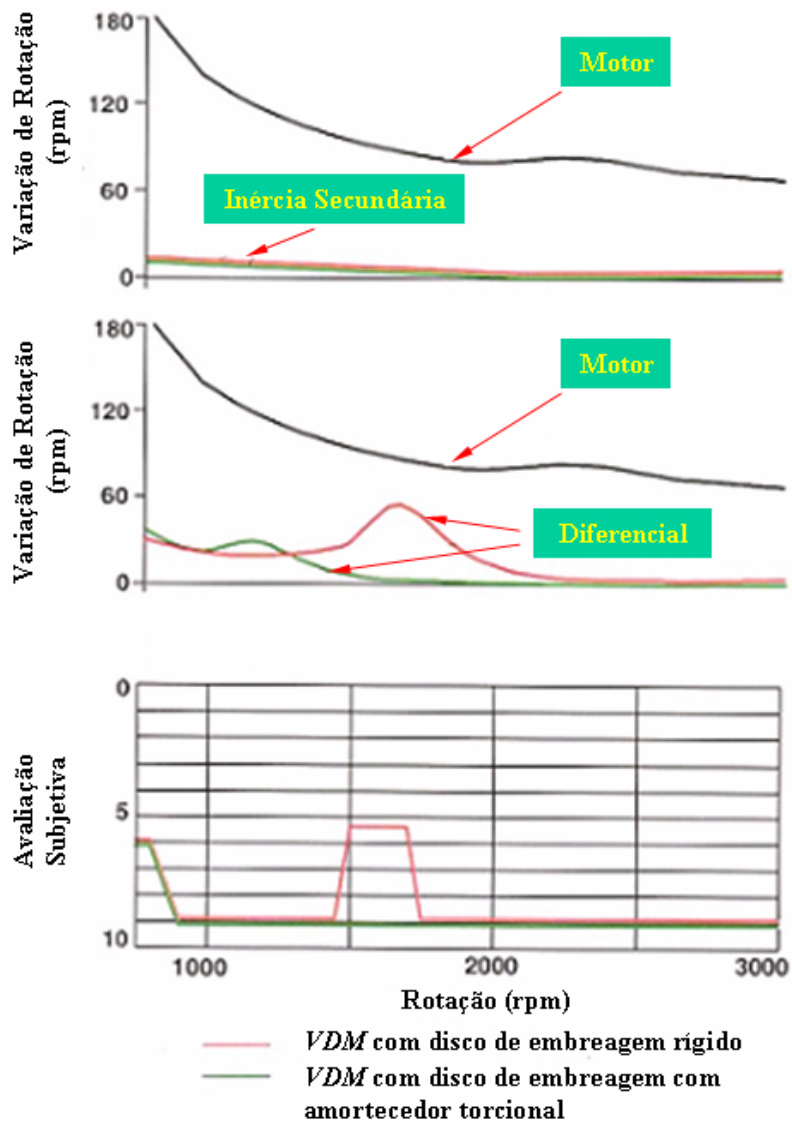 Variação de Rotação
(rpm)
180
120
60
0
Motor
Inércia Secundária
Variação de Rotação
(rpm)
180
120
60
0
Motor
Diferencial
Avaliação
Subjetiva
0
5
10
1000
2000
3000
Rotação (rpm)
VDM com disco de embreagem rígido
VDM com disco de embreagem com
amortecedor torcional